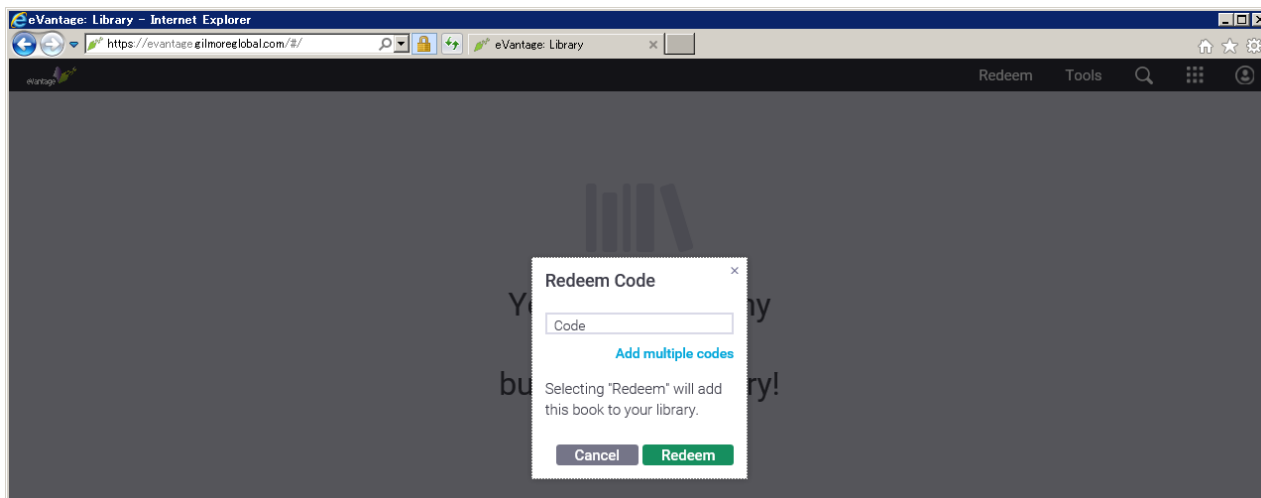 eVantage: Library - Internet Explorer
https://evantage.gilmoreglobal.com/#/
eVantage: Library
evantage
Redeem Tools
Redeem Code
Code
Add multiple codes
Selecting "Redeem" will add
this book to your library.
Cancel Redeem